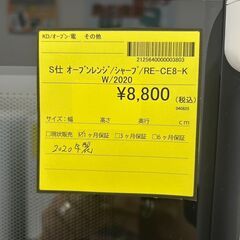 KD/オーブン/電　その他
2125640000003803
S仕 オーブンレンジ/シャープ/RE-CE8-K
W/2020
¥8,800(税込)
340825
サイズ：幅　高さ　奥行　cm
□現状販売 ☑1ヶ月保証 □3ヶ月保証 □6ヶ月保証
2020年製